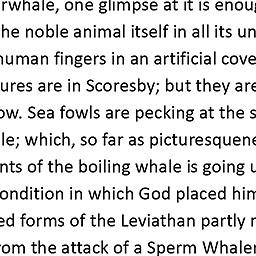 rwhale, one glimpse at it is enoug
he noble animal itself in all its un
human fingers in an artificial cove
ures are in Scoresby; but they are
ow. Sea fowls are pecking at the s
le; which, so far as picturesquene
nts of the boiling whale is going u
ondition in which God placed him
ed forms of the Leviathan partly r
rom the attack of a Sperm Whaler